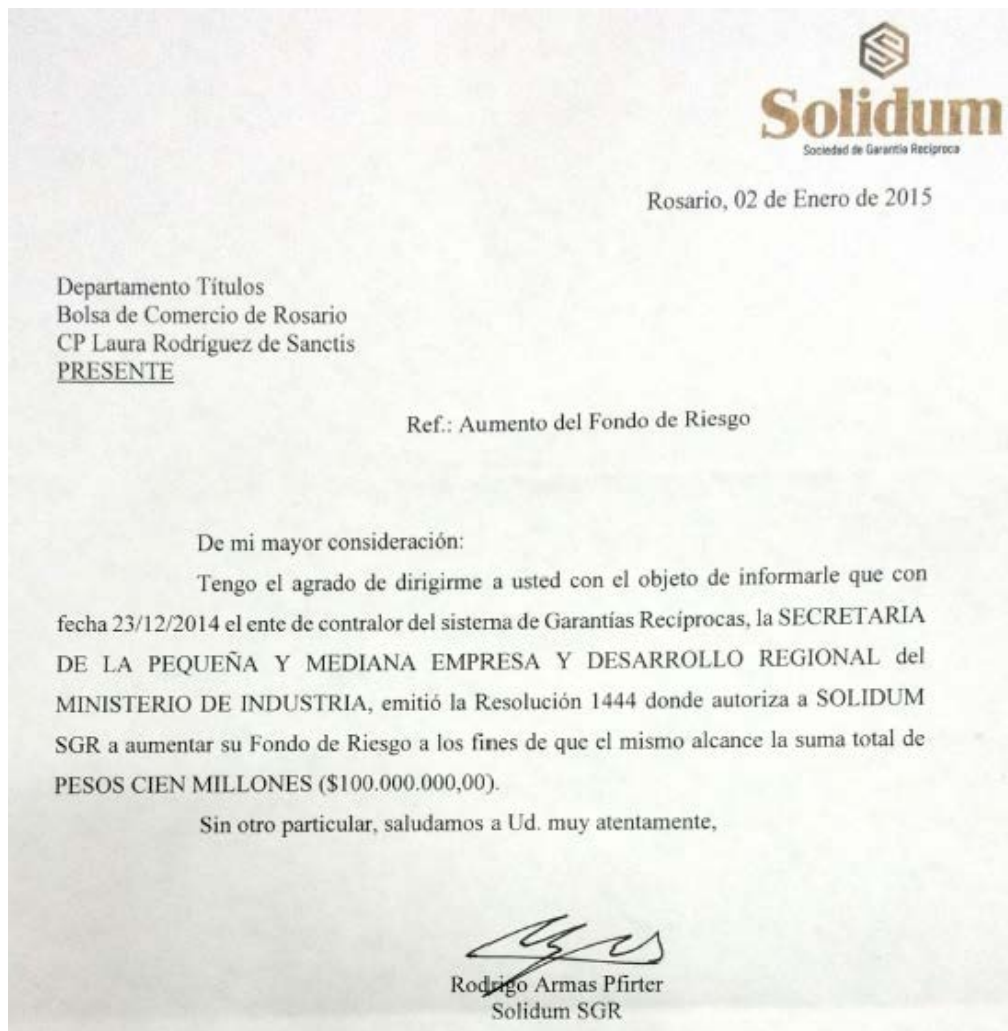 Solidum
Sociedad de Garantía Recíproca
Rosario, 02 de Enero de 2015
Departamento Títulos
Bolsa de Comercio de Rosario
CP Laura Rodríguez de Sanctis
PRESENTE
Ref.: Aumento del Fondo de Riesgo
De mi mayor consideración:
Tengo el agrado de dirigirme a usted con el objeto de informarle que con
fecha 23/12/2014 el ente de contralor del sistema de Garantías Recíprocas, la SECRETARIA
DE LA PEQUEÑA Y MEDIANA EMPRESA Y DESARROLLO REGIONAL del
MINISTERIO DE INDUSTRIA, emitió la Resolución 1444 donde autoriza a SOLIDUM
SGR a aumentar su Fondo de Riesgo a los fines de que el mismo alcance la suma total de
PESOS CIEN MILLONES ($100.000.000,00).
Sin otro particular, saludamos a Ud. muy atentamente,
Rodrigo Armas Pfirter
Solidum SGR